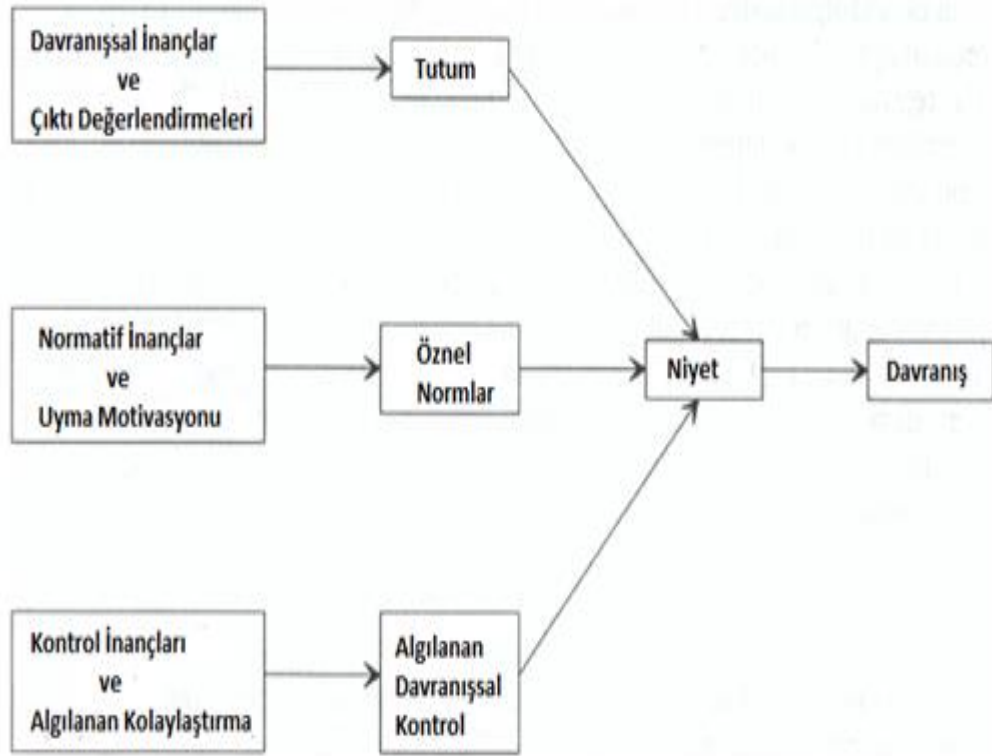 Davranışsal İnançlar
ve
Çıktı Değerlendirmeleri
Tutum
Normatif İnançlar
ve
Uyma Motivasyonu
Öznel
Normlar
Niyet
Davranış
Kontrol İnançları
ve
Algılanan Kolaylaştırma
Algılanan
Davranışsal
Kontrol